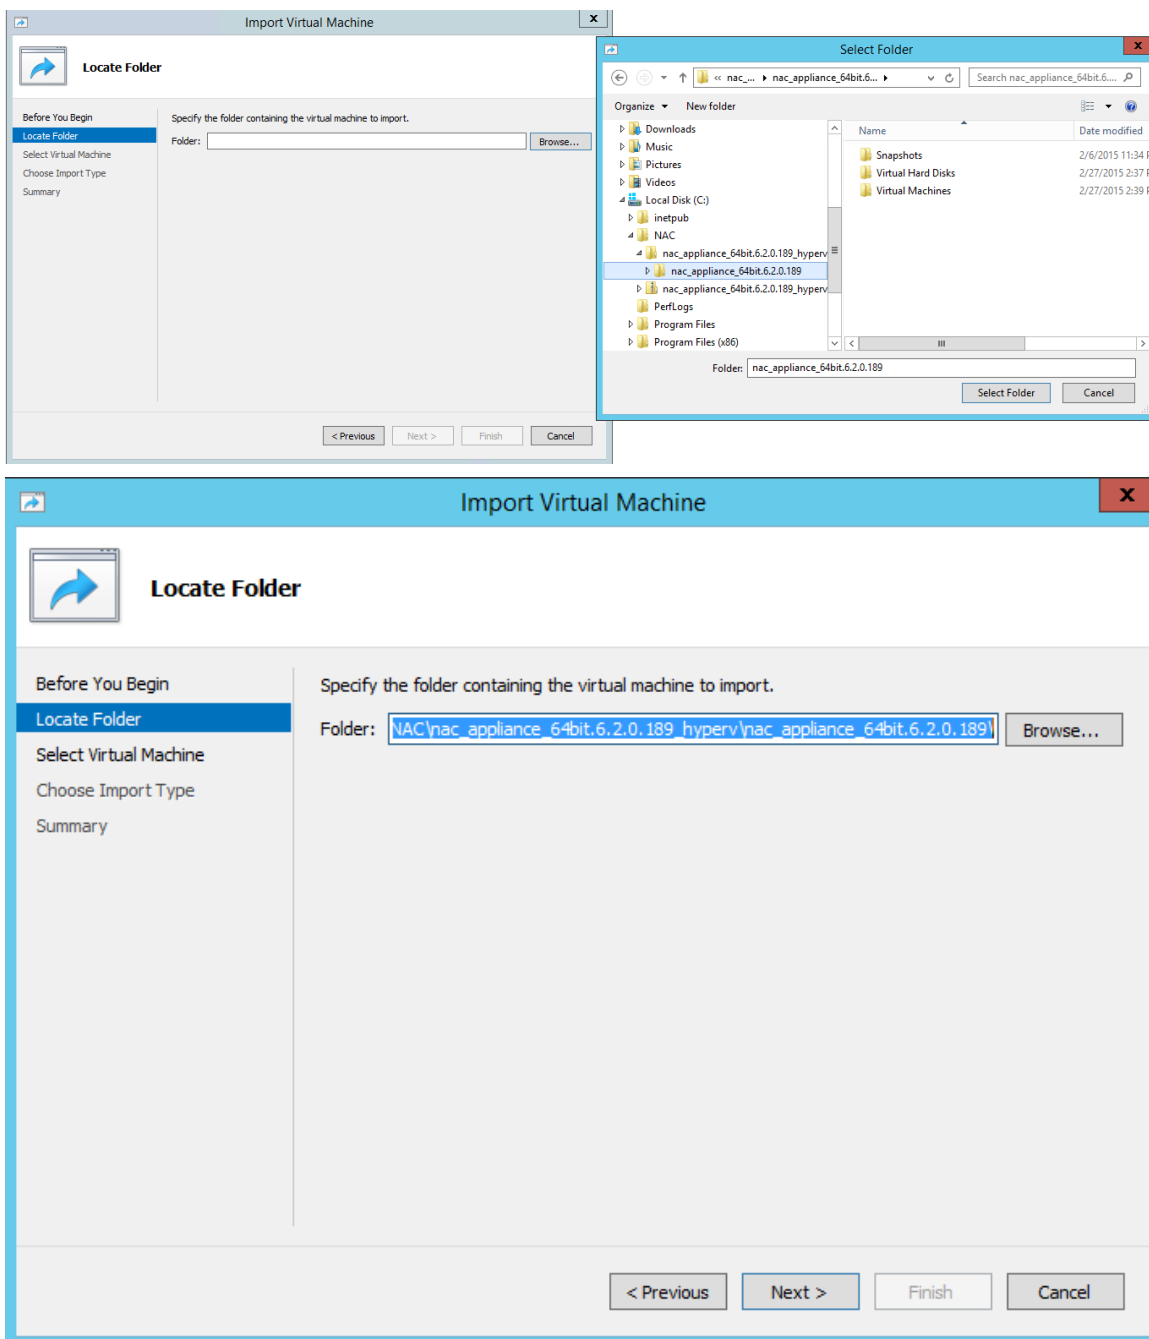 Import Virtual Machine
x
Locate Folder
Before You Begin
Locate Folder
Select Virtual Machine
Choose Import Type
Summary
Specify the folder containing the virtual machine to import.
Folder:
Browse...
< Previous
Next >
Finish
Cancel
Select Folder
x
« nac_... ▸ nac_appliance_64bit.6... ▸
Search nac_appliance_64bit.6....
Organize
New folder
Downloads
Music
Pictures
Videos
Local Disk (C:)
inetpub
NAC
nac_appliance_64bit.6.2.0.189_hyperv
nac_appliance_64bit.6.2.0.189
nac_appliance_64bit.6.2.0.189_hyperv
PerfLogs
Program Files
Program Files (x86)
Name
Date modified
Snapshots
2/6/2015 11:34 P
Virtual Hard Disks
2/27/2015 2:37 P
Virtual Machines
2/27/2015 2:39 P
Folder: nac_appliance_64bit.6.2.0.189
Select Folder
Cancel
Import Virtual Machine
x
Locate Folder
Before You Begin
Locate Folder
Select Virtual Machine
Choose Import Type
Summary
Specify the folder containing the virtual machine to import.
Folder: NAC\nac_appliance_64bit.6.2.0.189_hyperv\nac_appliance_64bit.6.2.0.189\
Browse...
< Previous
Next >
Finish
Cancel